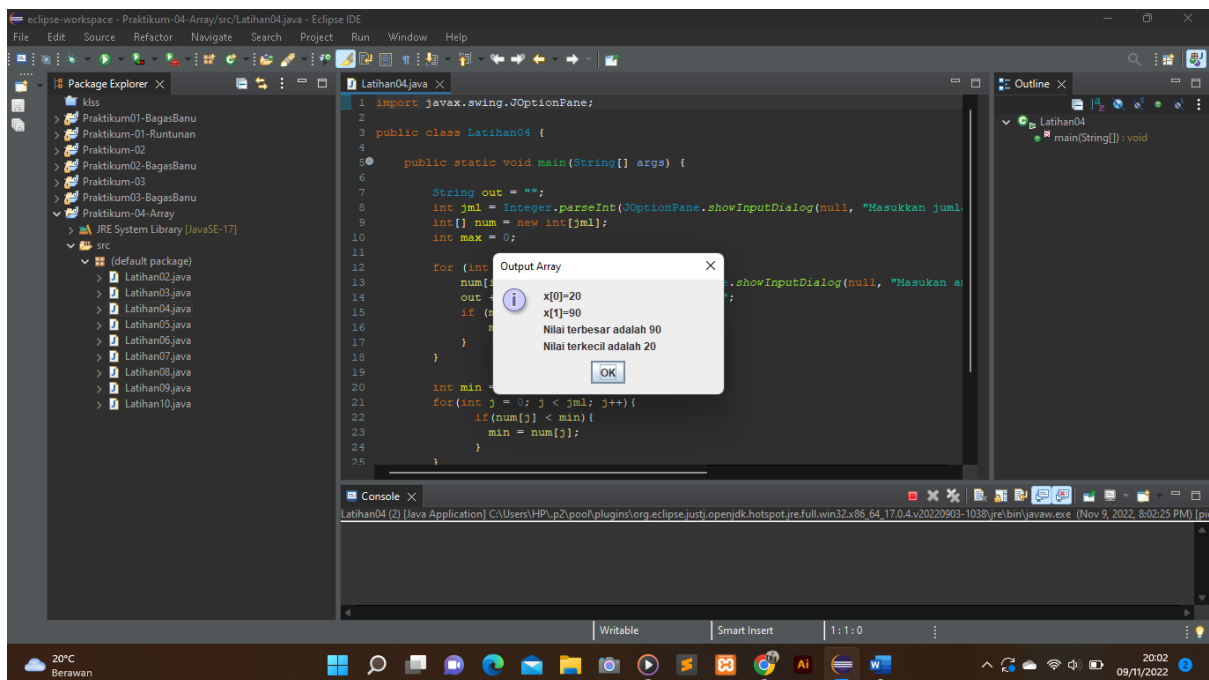 eclipse-workspace - Praktikum-04-Array/src/Latihan04.java - Eclipse IDE
File Edit Source Refactor Navigate Search Project Run Window Help
Package Explorer
klss
Praktikum01-BagasBanu
Praktikum-01-Runtunan
Praktikum-02
Praktikum02-BagasBanu
Praktikum-03
Praktikum03-BagasBanu
Praktikum-04-Array
JRE System Library [JavaSE-17]
src
(default package)
Latihan02.java
Latihan03.java
Latihan04.java
Latihan05.java
Latihan06.java
Latihan07.java
Latihan08.java
Latihan09.java
Latihan10.java
Latihan04.java
1 import javax.swing.JOptionPane;
2
3 public class Latihan04 {
4
5 public static void main(String[] args) {
6
7 String out = "";
8 int jml = Integer.parseInt(JOptionPane.showInputDialog(null, "Masukkan jumla
9 int[] num = new int[jml];
10 int max = 0;
11
12 for (int
13 num[i .showInputDialog(null, "Masukan a
14 out ";
15 if (
16
17 }
18 }
19
20 int min =
21 for(int j = 0; j < jml; j++){
22 if(num[j] < min){
23 min = num[j];
24 }
25 }
Output Array
x[0]=20
x[1]=90
Nilai terbesar adalah 90
Nilai terkecil adalah 20
OK
Outline
Latihan04
main(String[]) : void
Console
Latihan04 (2) [Java Application] C:\Users\HP\.p2\pool\plugins\org.eclipse.justj.openjdk.hotspot.jre.full.win32.x86_64_17.0.4.v20220903-1038\jre\bin\javaw.exe (Nov 9, 2022, 8:02:25 PM) [pi
Writable Smart Insert 1 : 1 : 0
20°C
Berawan
Ai
20:02
09/11/2022
2